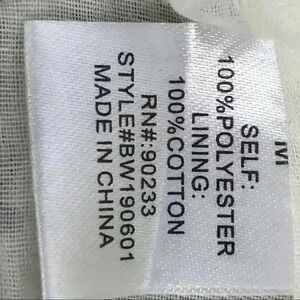 M
SELF:
100%POLYESTER
LINING:
100%COTTON
RN#:90233
STYLE#BW190601
MADE IN CHINA